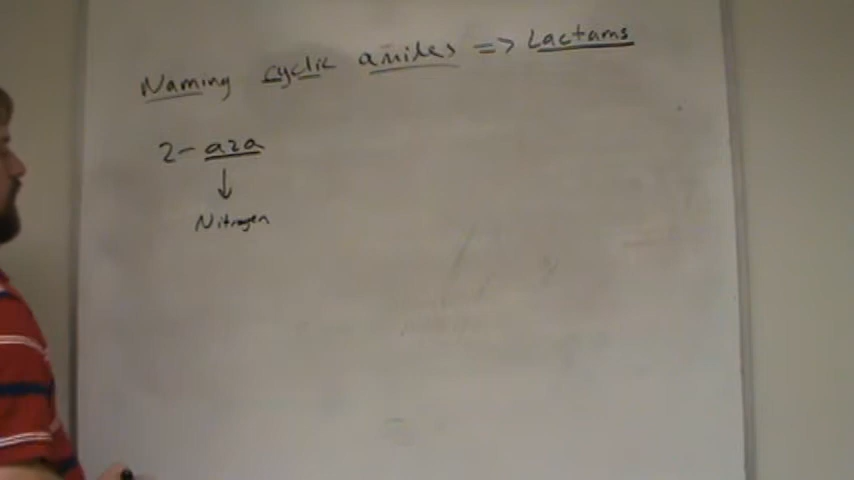 Naming cyclic amides => Lactams
2-aza
↓
Nitrogen